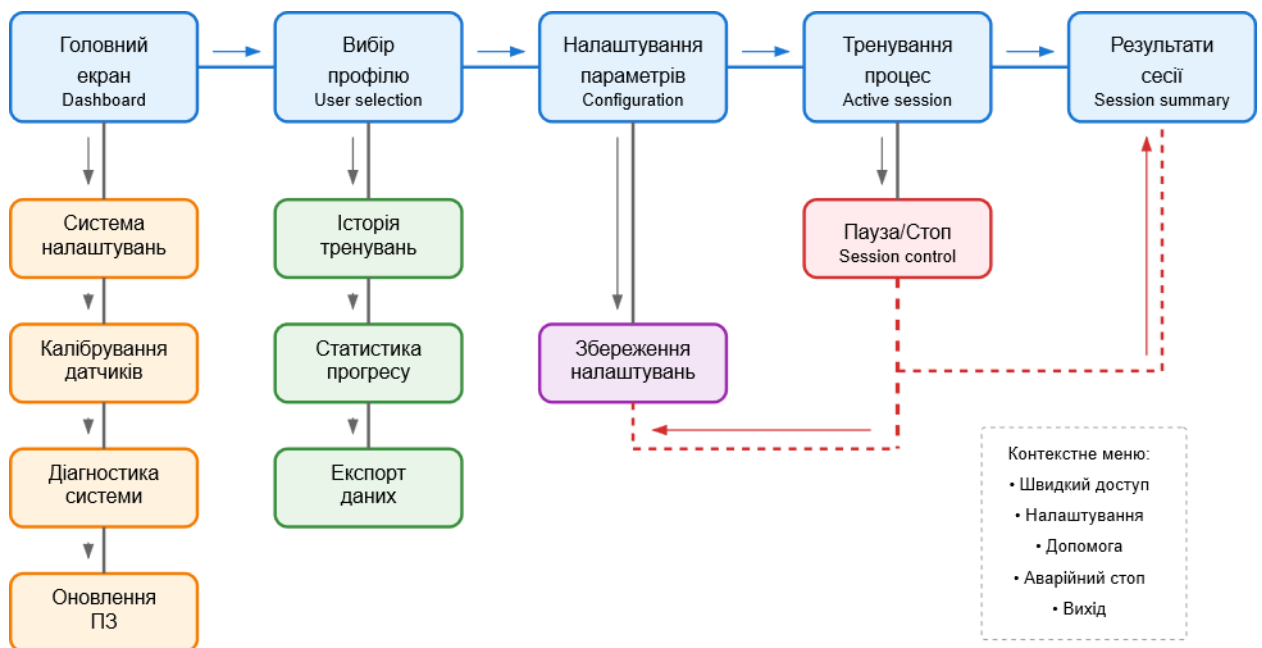 Головний
екран
Dashboard
Вибір
профілю
User selection
Налаштування
параметрів
Configuration
Тренування
процес
Active session
Результати
сесії
Session summary
Система
налаштувань
Історія
тренувань
Пауза/Стоп
Session control
Калібрування
датчиків
Статистика
прогресу
Збереження
налаштувань
Діагностика
системи
Експорт
даних
Контекстне меню:
• Швидкий доступ
• Налаштування
• Допомога
• Аварійний стоп
• Вихід
Оновлення
ПЗ